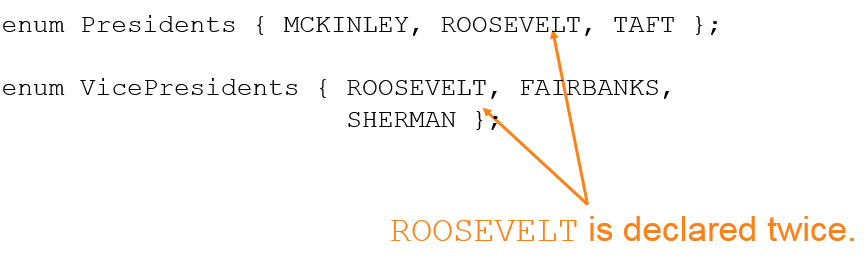 enum Presidents { MCKINLEY, ROOSEVELT, TAFT };
enum VicePresidents { ROOSEVELT, FAIRBANKS,
SHERMAN };
ROOSEVELT is declared twice.